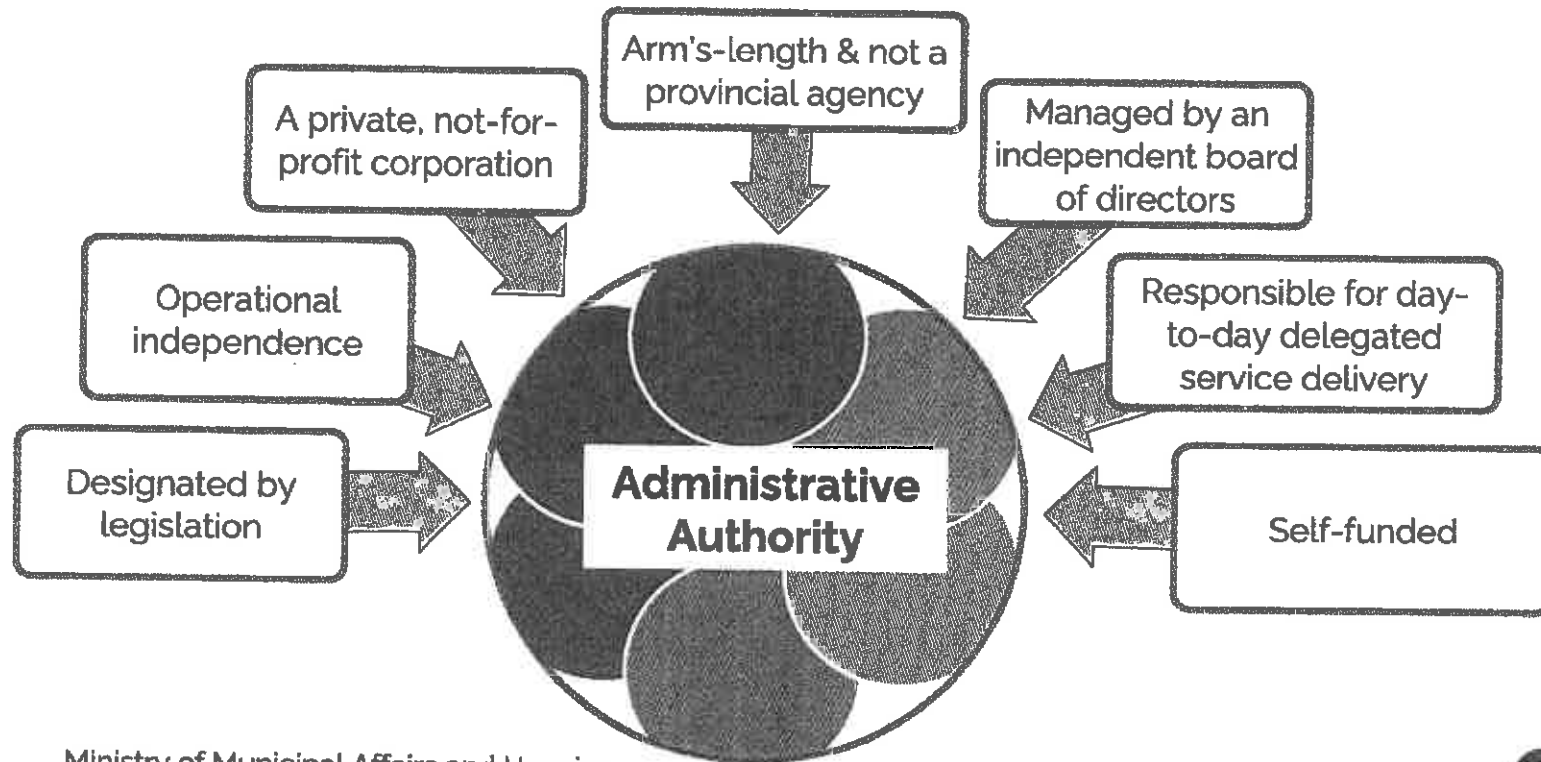 Arm's-length & not a
provincial agency
A private, not-for-
profit corporation
Managed by an
independent board
of directors
Operational
independence
Responsible for day-
to-day delegated
service delivery
Designated by
legislation
Administrative
Authority
Self-funded
Ministry of Municipal Affairs and